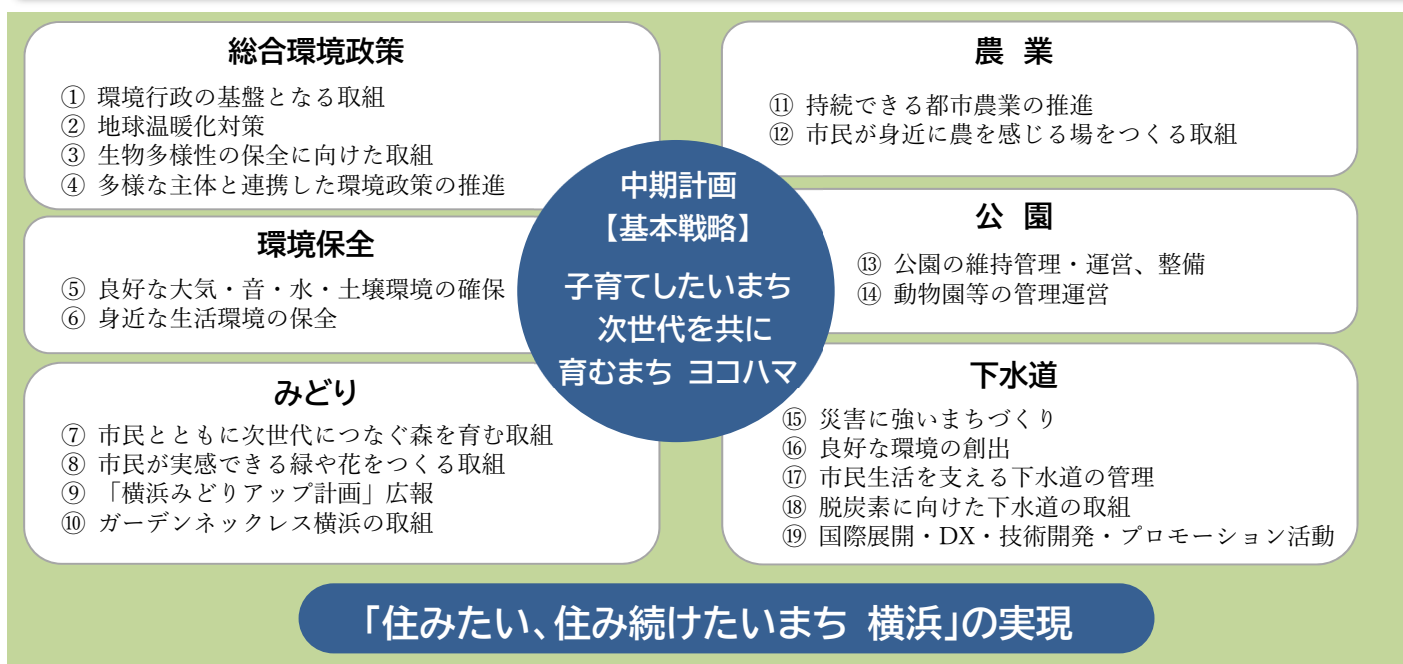 総合環境政策
① 環境行政の基盤となる取組
② 地球温暖化対策
③ 生物多様性の保全に向けた取組
④ 多様な主体と連携した環境政策の推進
環境保全
⑤ 良好な大気・音・水・土壌環境の確保
⑥ 身近な生活環境の保全
みどり
⑦ 市民とともに次世代につなぐ森を育む取組
⑧ 市民が実感できる緑や花をつくる取組
⑨ 「横浜みどりアップ計画」広報
⑩ ガーデンネックレス横浜の取組
中期計画
【基本戦略】
子育てしたいまち
次世代を共に
育むまち ヨコハマ
農 業
⑪ 持続できる都市農業の推進
⑫ 市民が身近に農を感じる場をつくる取組
公 園
⑬ 公園の維持管理・運営、整備
⑭ 動物園等の管理運営
下水道
⑮ 災害に強いまちづくり
⑯ 良好な環境の創出
⑰ 市民生活を支える下水道の管理
⑱ 脱炭素に向けた下水道の取組
⑲ 国際展開・DX・技術開発・プロモーション活動
「住みたい、住み続けたいまち 横浜」の実現